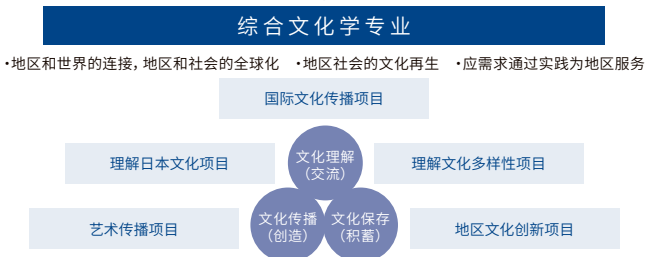 综合文化学专业
•地区和世界的连接，地区和社会的全球化 •地区社会的文化再生 •应需求通过实践为地区服务
国际文化传播项目
文化理解
（交流）
理解日本文化项目
理解文化多样性项目
文化传播
（创造）
文化保存
（积蓄）
艺术传播项目
地区文化创新项目